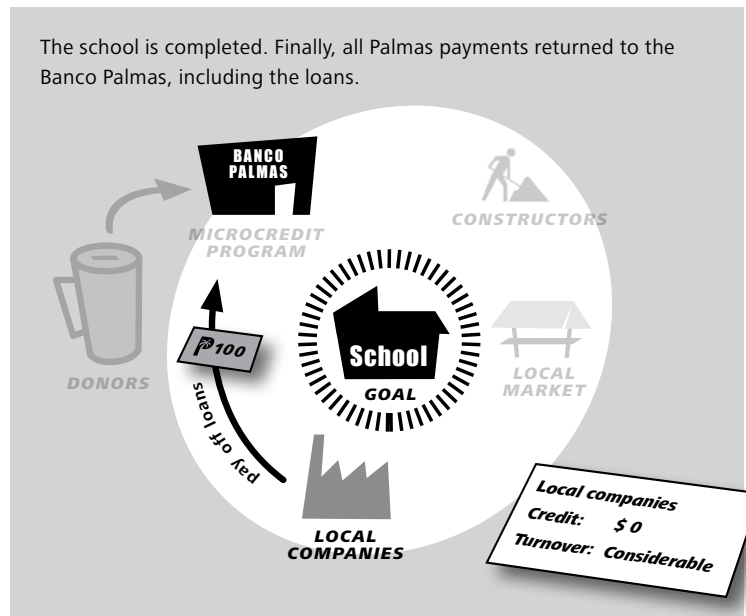 The school is completed. Finally, all Palmas payments returned to the
Banco Palmas, including the loans.
BANCO
PALMAS
MICROCREDIT
PROGRAM
CONSTRUCTORS
DONORS
P 100
School
GOAL
LOCAL
MARKET
pay off loans
LOCAL
COMPANIES
Local companies
Credit: $ 0
Turnover: Considerable